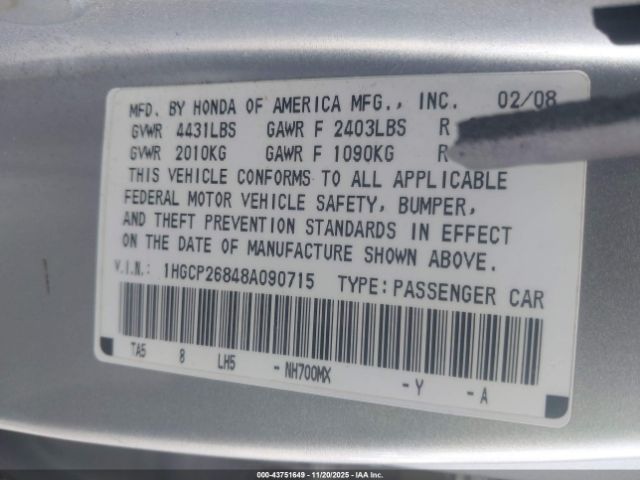 MFD. BY HONDA OF AMERICA MFG., INC. 02/08
GVWR 4431LBS GAWR F 2403LBS R
GVWR 2010KG GAWR F 1090KG R
THIS VEHICLE CONFORMS TO ALL APPLICABLE
FEDERAL MOTOR VEHICLE SAFETY, BUMPER,
AND THEFT PREVENTION STANDARDS IN EFFECT
ON THE DATE OF MANUFACTURE SHOWN ABOVE.
V.I.N.: 1HGCP26848A090715 TYPE: PASSENGER CAR
TA5 8 LH5 - NH700MX - Y - A
000-43751649 - 11/20/2025 - IAA Inc.